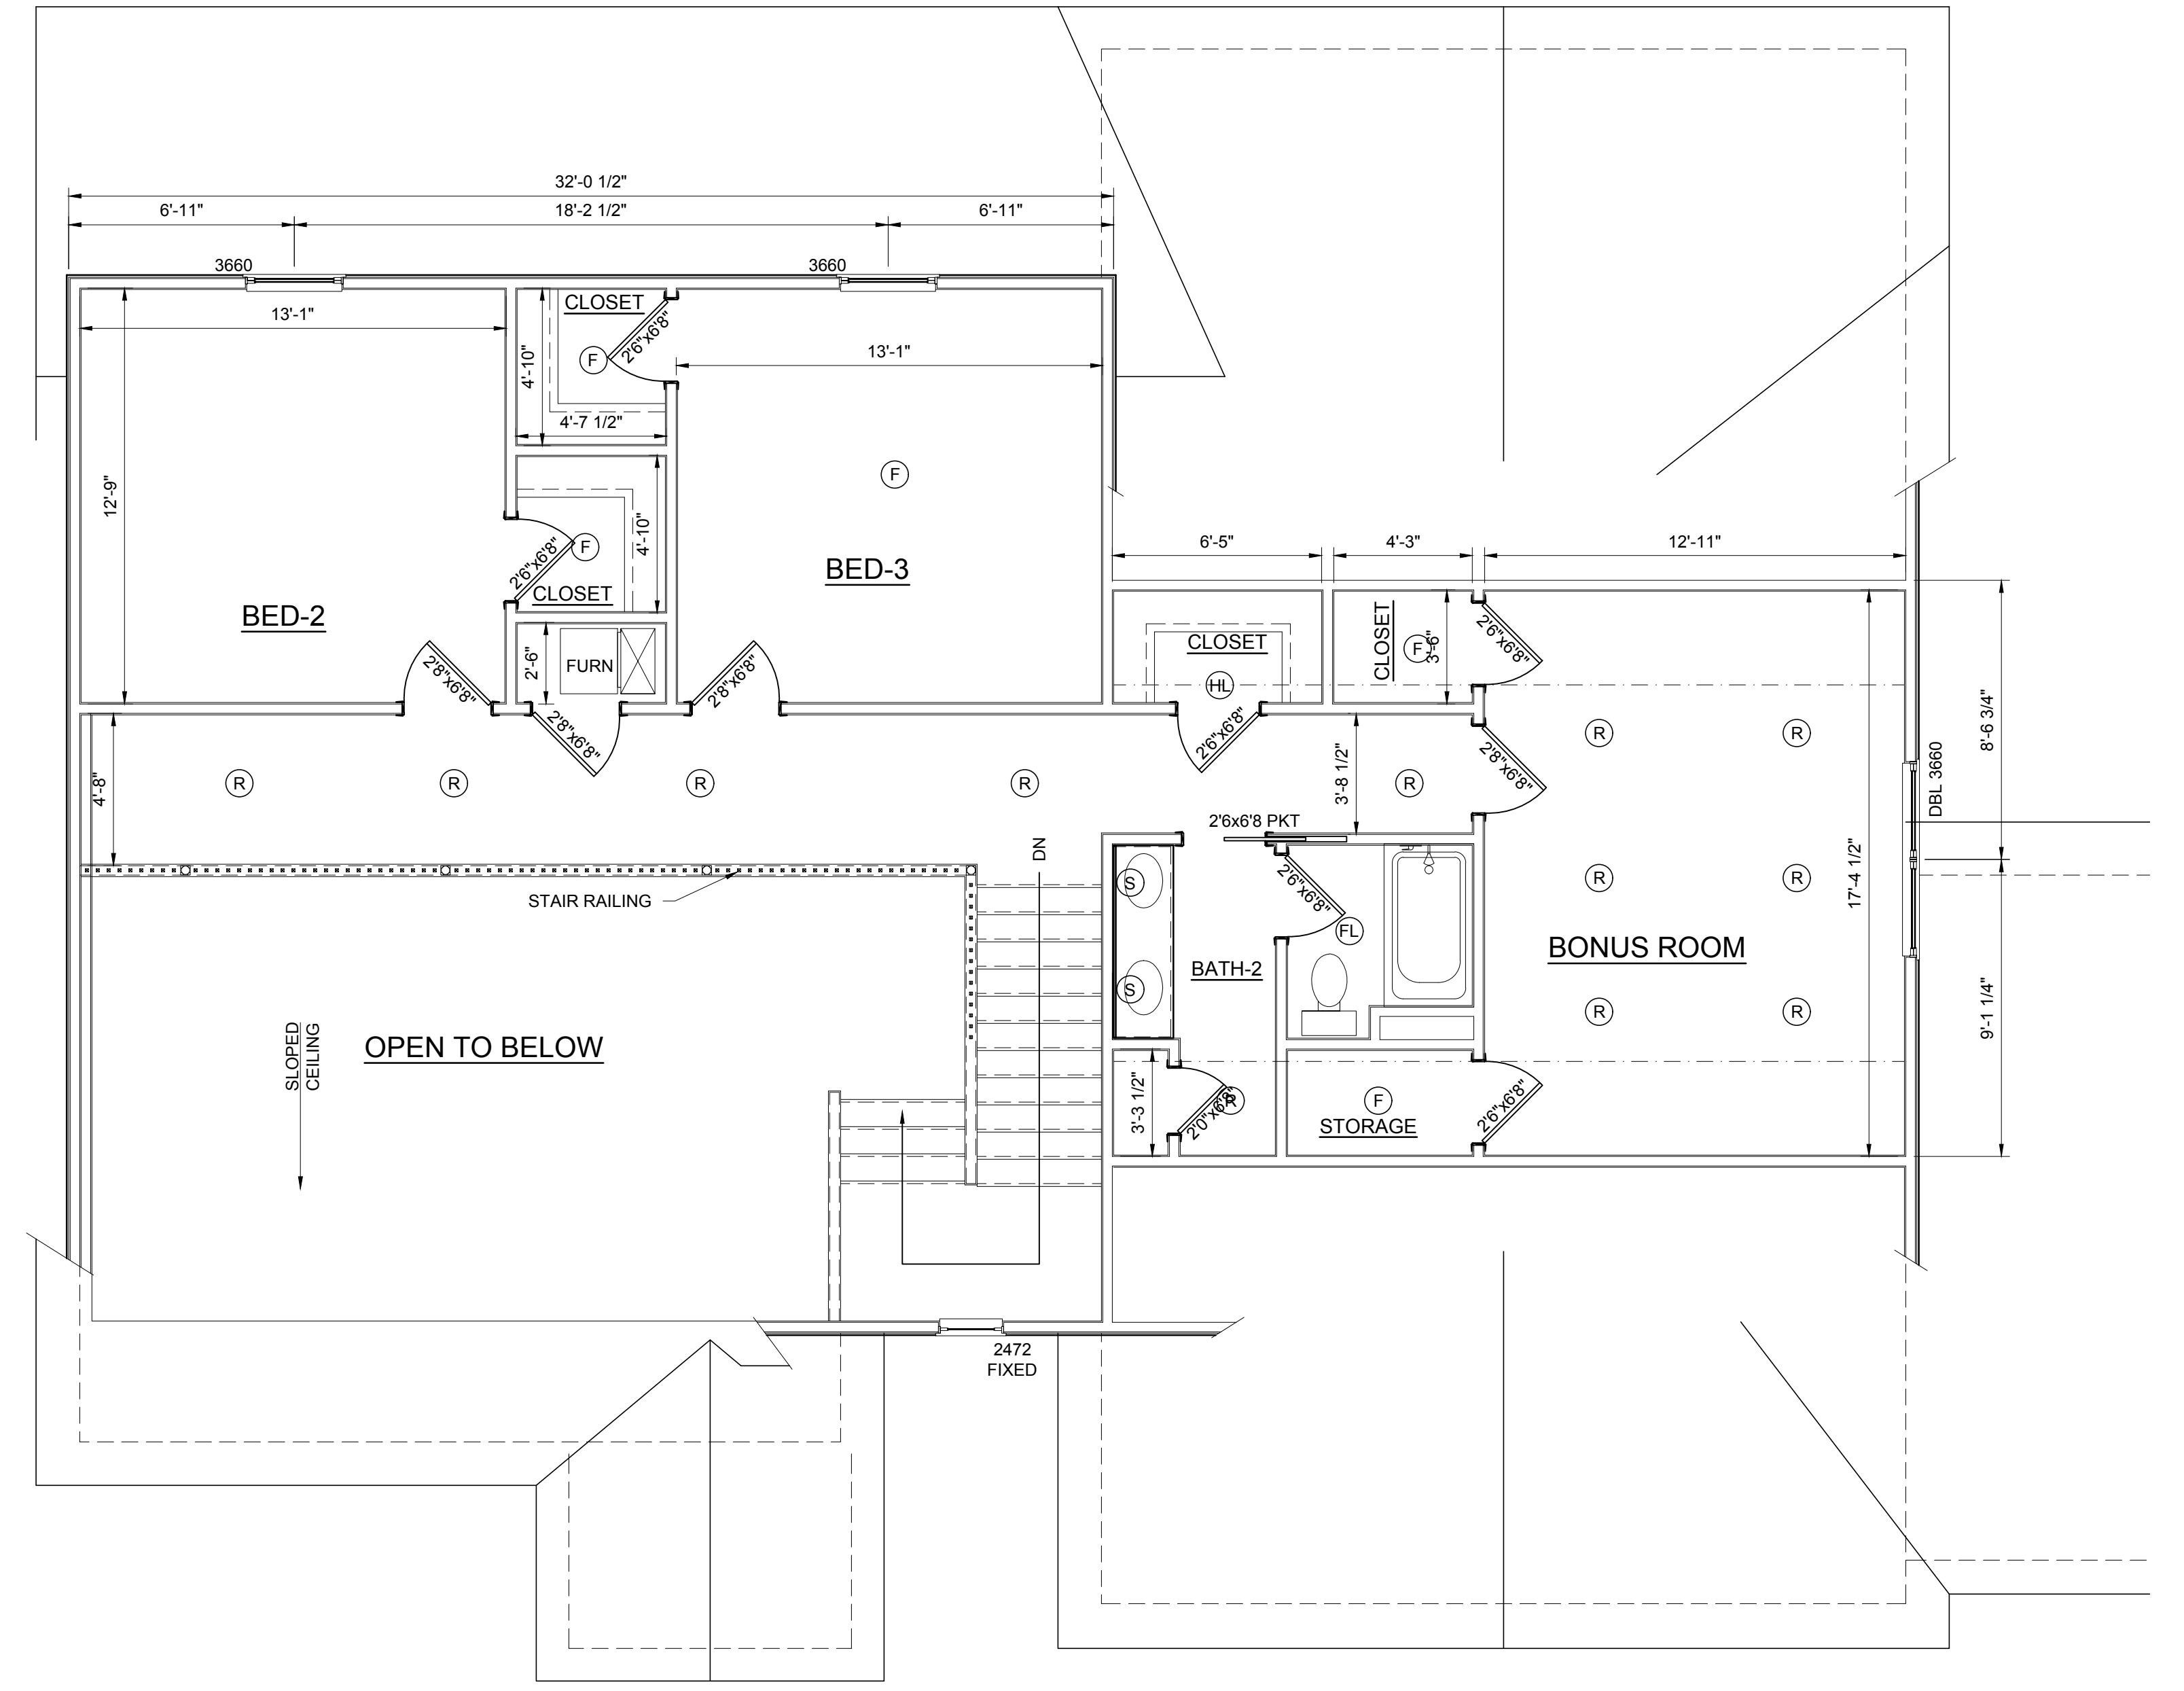 32'-0 1/2"
6'-11"
18'-2 1/2"
6'-11"
3660
3660
13'-1"
CLOSET
2'6"x6'8"
F
4'-10"
4'-7 1/2"
13'-1"
12'-9"
F
4'-10"
2'6"x6'8"
F
CLOSET
BED-2
BED-3
6'-5"
4'-3"
12'-11"
CLOSET
HL
CLOSET
F
3'-6"
2'6"x6'8"
2'8"x6'8"
2'-6"
FURN
2'8"x6'8"
2'8"x6'8"
2'6"x6'8"
2'8"x6'8"
3'-8 1/2"
4'-8"
R
R
R
R
R
R
R
8'-6 3/4"
DBL 3660
2'6x6'8 PKT
DN
STAIR RAILING
S
2'6"x6'8"
FL
R
R
17'-4 1/2"
BONUS ROOM
BATH-2
S
R
R
9'-1 1/4"
SLOPED
CEILING
OPEN TO BELOW
3'-3 1/2"
2'0"x6'8"
R
F
STORAGE
2'6"x6'8"
2472
FIXED